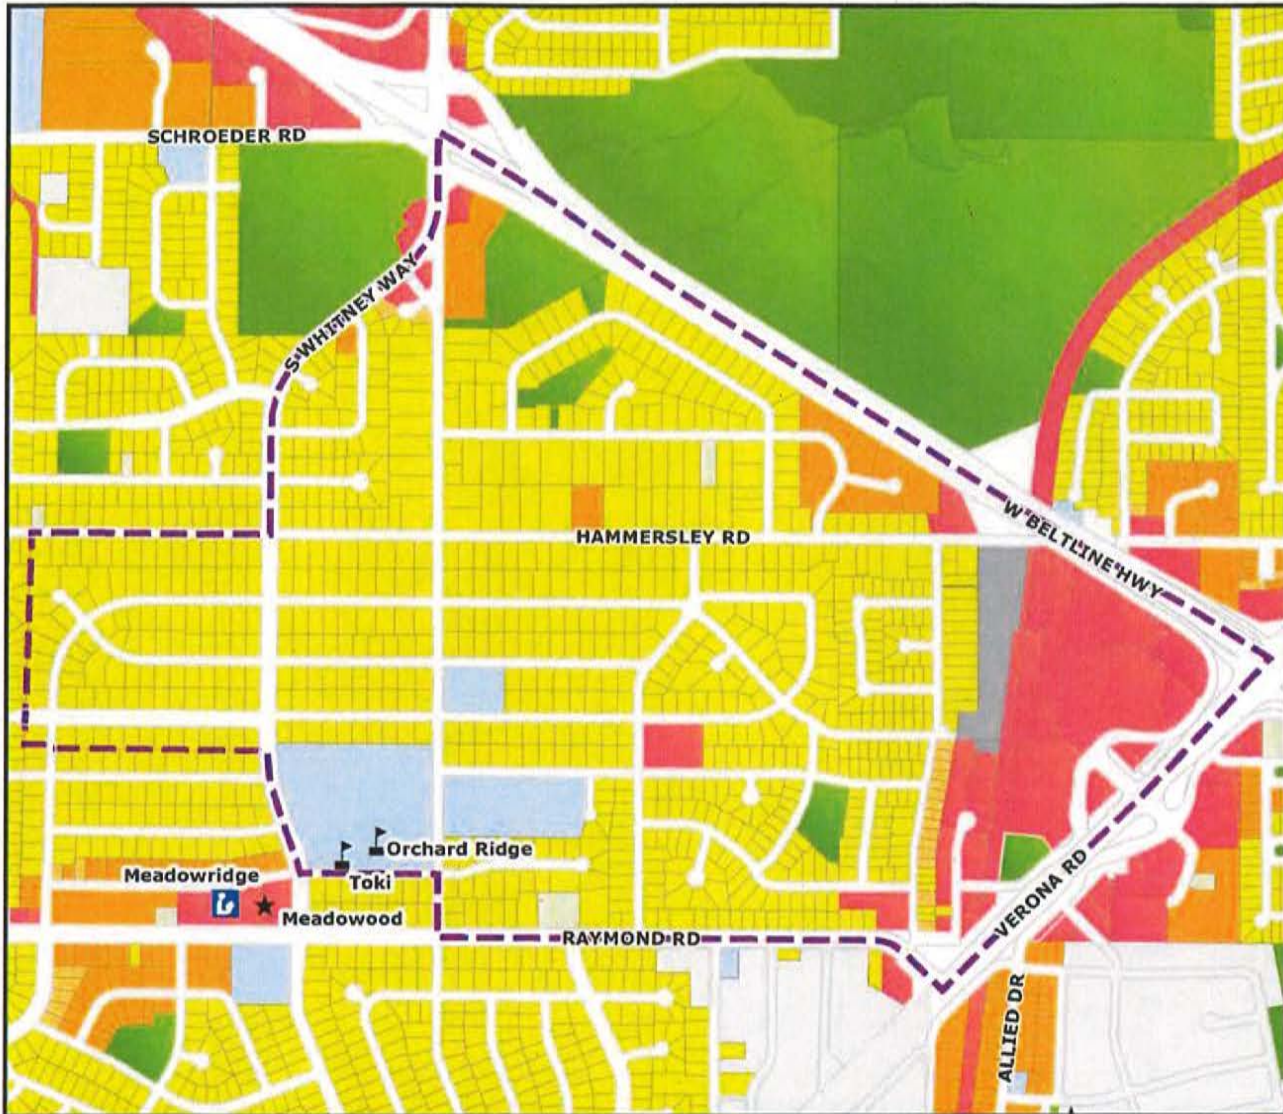 SCHROEDER RD
S WHITNEY WAY
HAMMERSLEY RD
W BELTLINE HWY
Orchard Ridge
Toki
Meadowridge
Meadowood
RAYMOND RD
VERONA RD
ALLIED DR